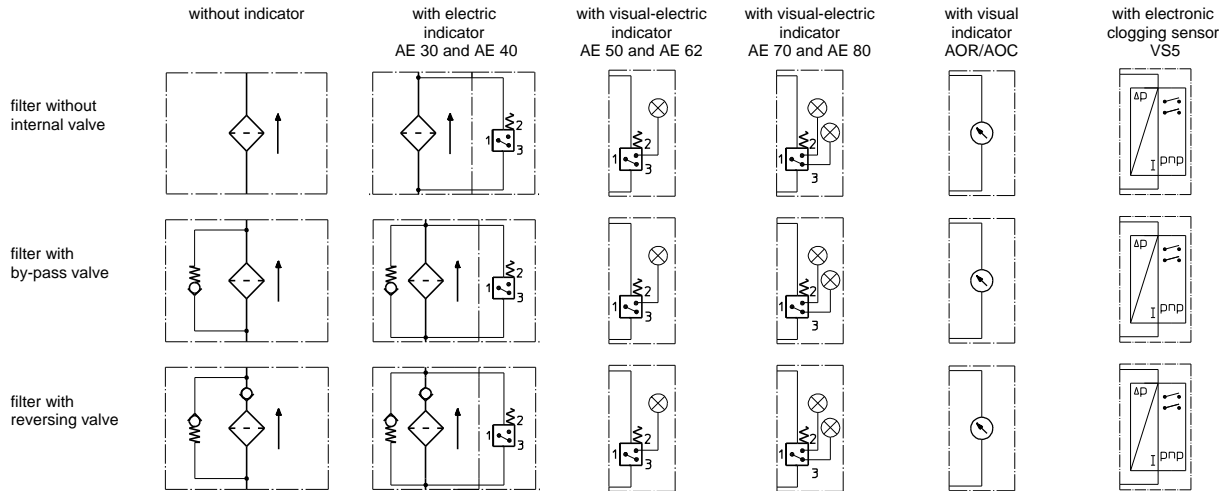 without indicator
with electric
indicator
AE 30 and AE 40
with visual-electric
indicator
AE 50 and AE 62
with visual-electric
indicator
AE 70 and AE 80
with visual
indicator
AOR/AOC
with electronic
clogging sensor
VS5
filter without
internal valve
1 2 3
1 2 3
1 2 3
Δp
I pnp
filter with
by-pass valve
1 2 3
1 2 3
1 2 3
Δp
I pnp
filter with
reversing valve
1 2 3
1 2 3
1 2 3
Δp
I pnp